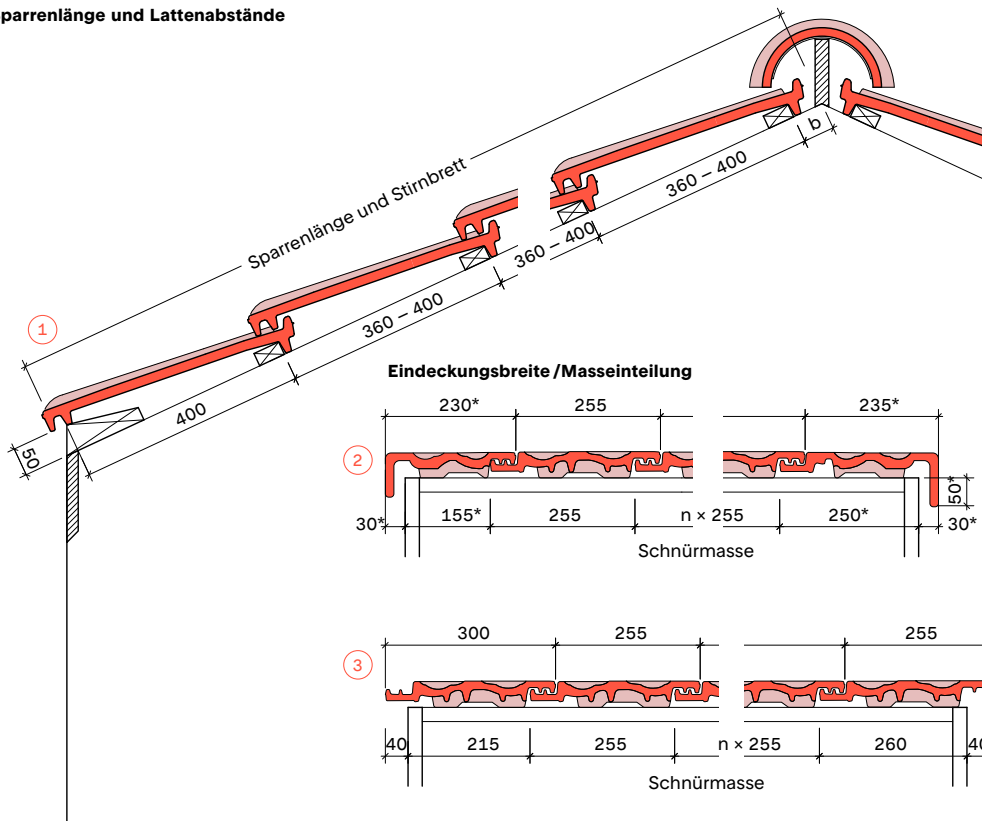 parrenlänge und Lattenabstände
Sparrenlänge und Stirnbrett
b
360 – 400
360 – 400
360 – 400
400
50
1
Eindeckungsbreite/Masseinteilung
230*
255
235*
2
50*
30*
155*
255
n × 255
250*
30*
Schnürmasse
300
255
255
3
40
215
255
n × 255
260
40
Schnürmasse